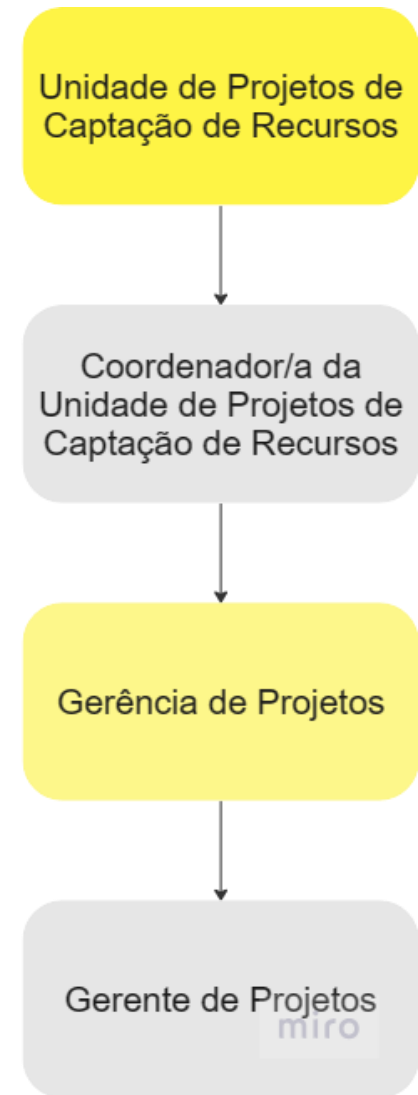 Unidade de Projetos de
Captação de Recursos
Coordenador/a da
Unidade de Projetos de
Captação de Recursos
Gerência de Projetos
Gerente de Projetos
miro